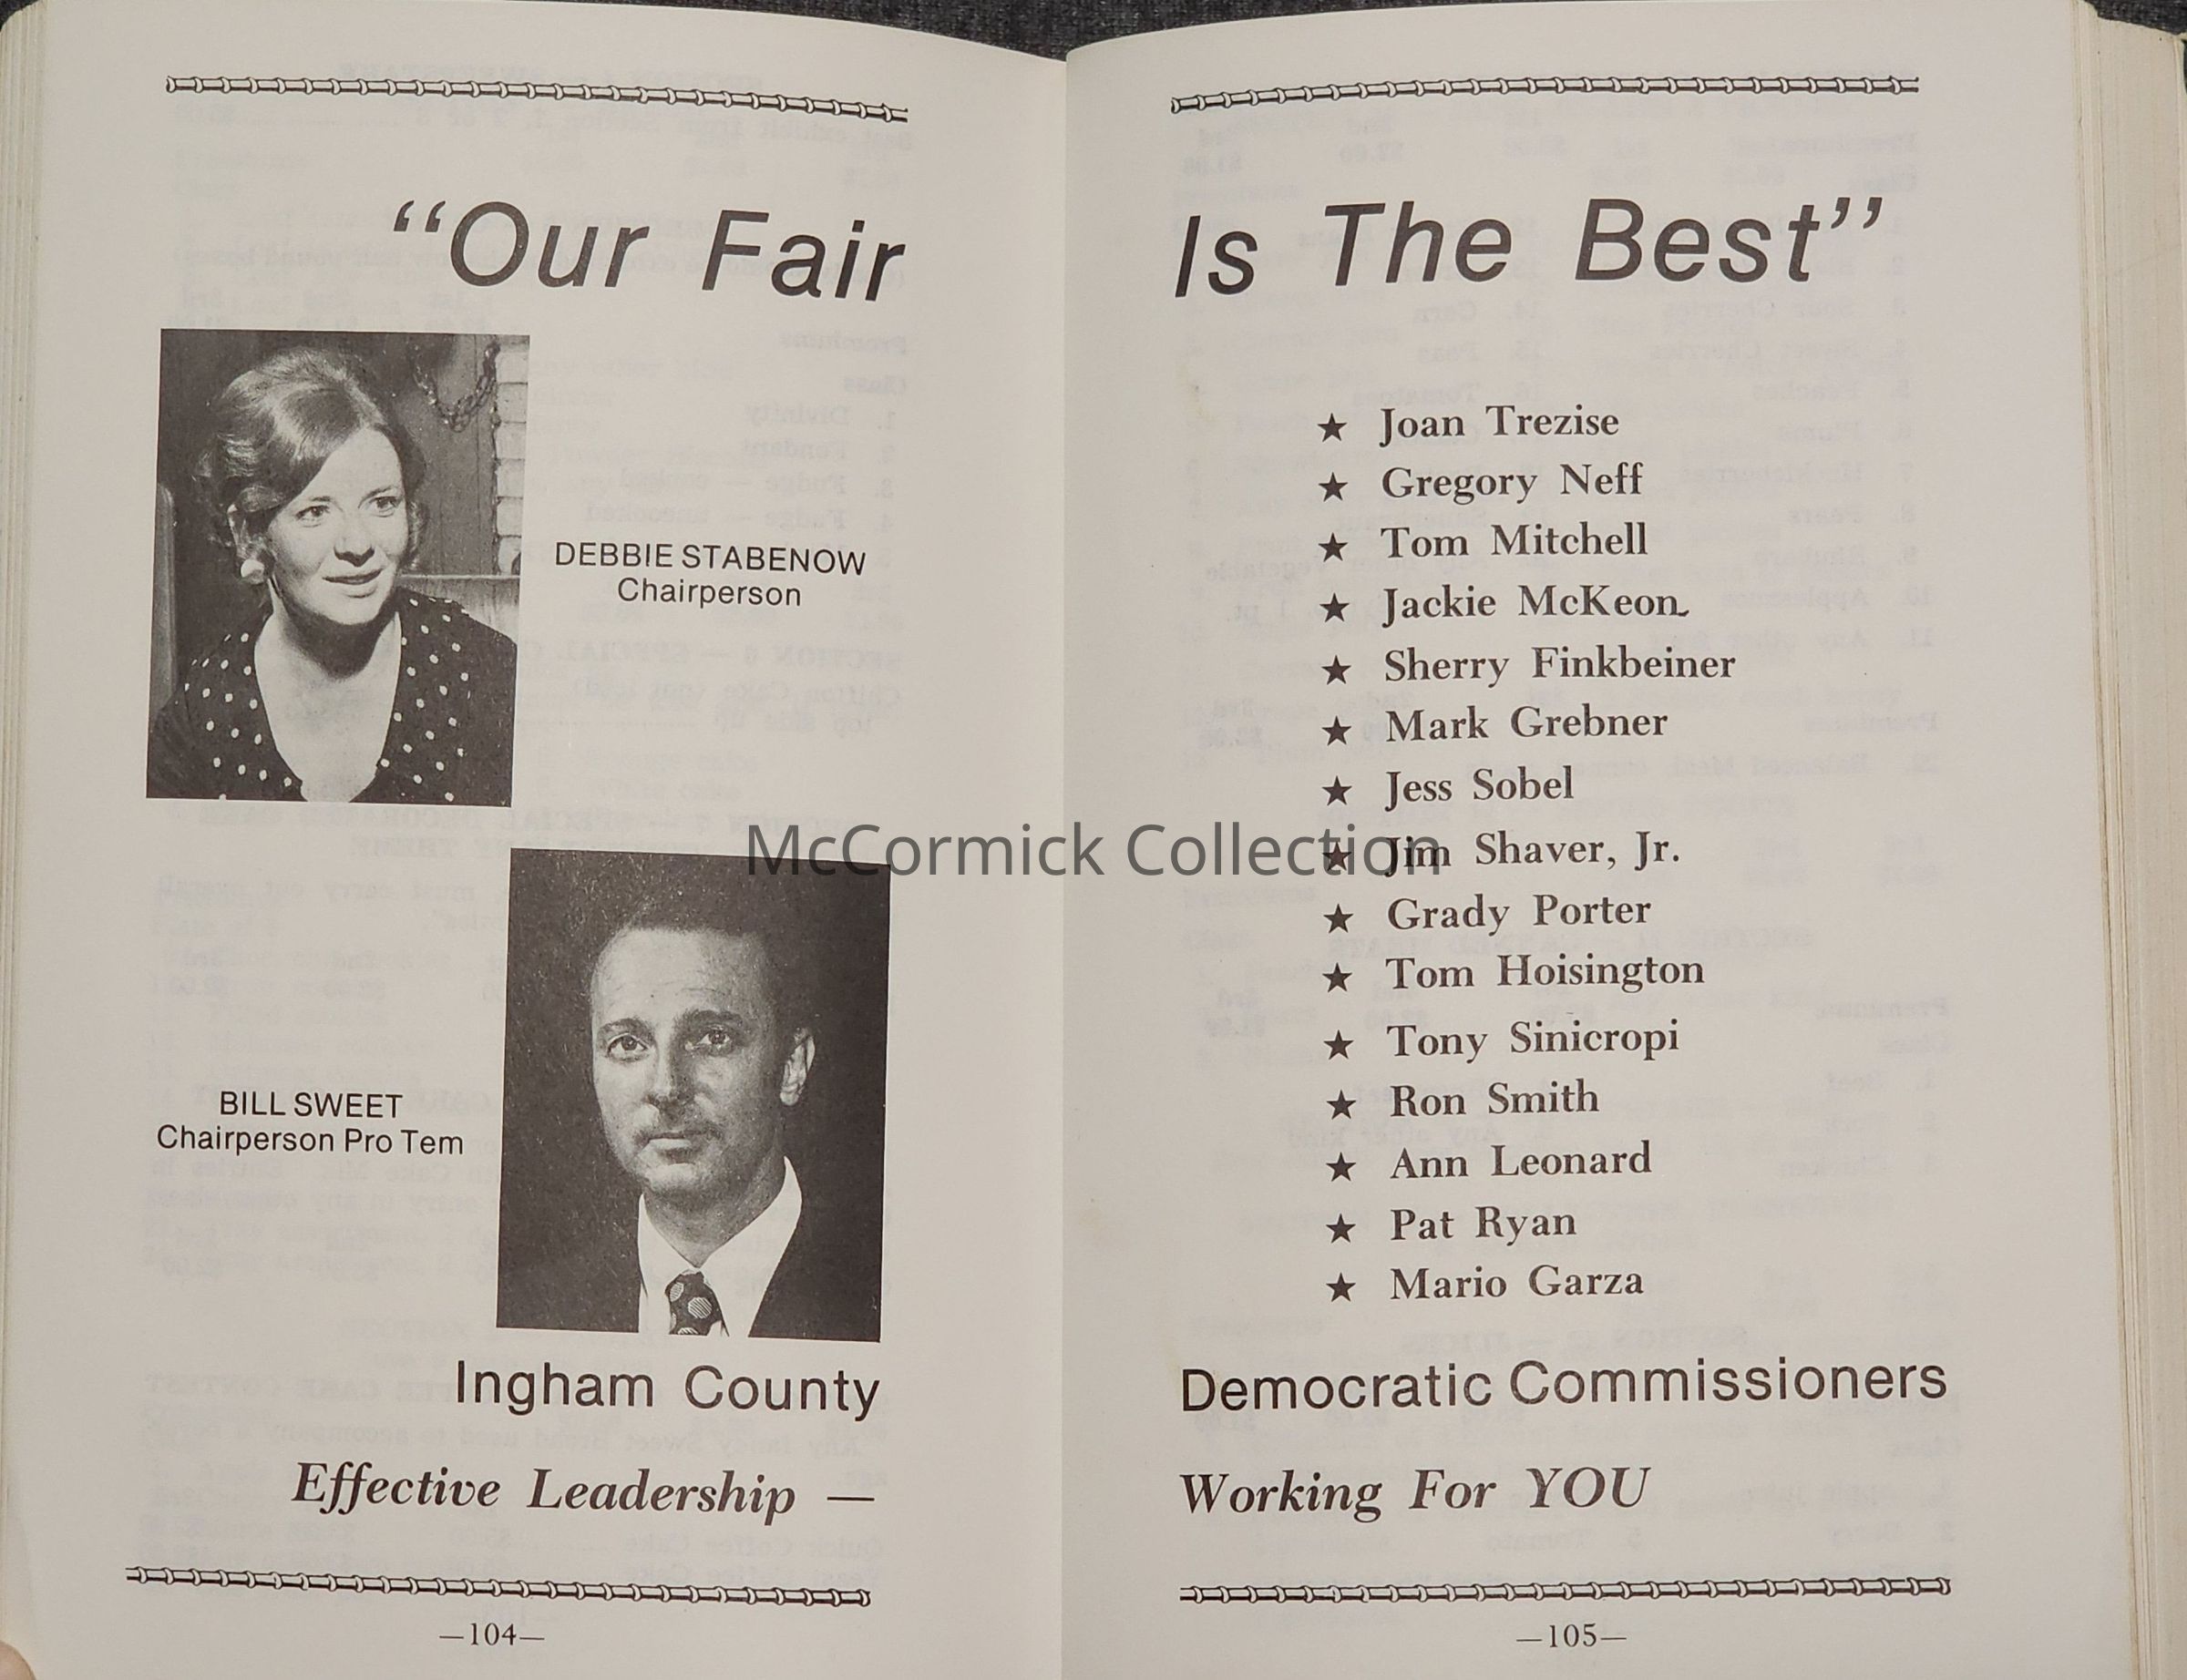 "Our Fair
DEBBIE STABENOW
Chairperson
BILL SWEET
Chairperson Pro Tem
Ingham County
Effective Leadership —
—104—
Is The Best"
★ Joan Trezise
★ Gregory Neff
★ Tom Mitchell
★ Jackie McKeon
★ Sherry Finkbeiner
★ Mark Grebner
★ Jess Sobel
★ Jim Shaver, Jr.
★ Grady Porter
★ Tom Hoisington
★ Tony Sinicropi
★ Ron Smith
★ Ann Leonard
★ Pat Ryan
★ Mario Garza
Democratic Commissioners
Working For YOU
—105—
McCormick Collection